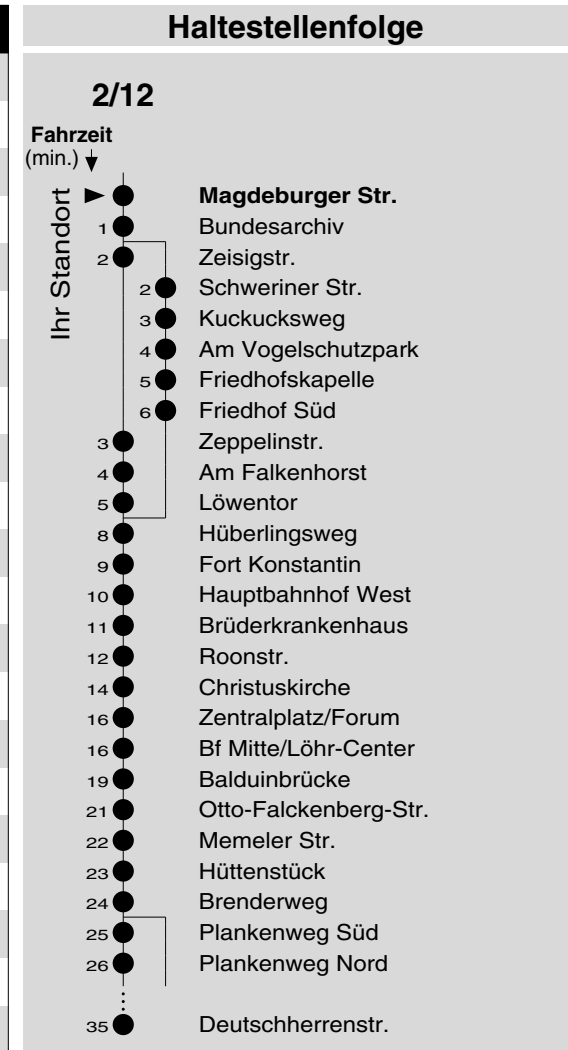 Haltestellenfolge
2/12
Fahrzeit
(min.)
Ihr Standort
Magdeburger Str.
1 Bundesarchiv
2 Zeisigstr.
2 Schweriner Str.
3 Kuckucksweg
4 Am Vogelschutzpark
5 Friedhofskapelle
6 Friedhof Süd
3 Zeppelinstr.
4 Am Falkenhorst
5 Löwentor
8 Hüberlingsweg
9 Fort Konstantin
10 Hauptbahnhof West
11 Brüderkrankenhaus
12 Roonstr.
14 Christuskirche
16 Zentralplatz/Forum
16 Bf Mitte/Löhr-Center
19 Balduinbrücke
21 Otto-Falckenberg-Str.
22 Memeler Str.
23 Hüttenstück
24 Brenderweg
25 Plankenweg Süd
26 Plankenweg Nord
35 Deutschherrenstr.